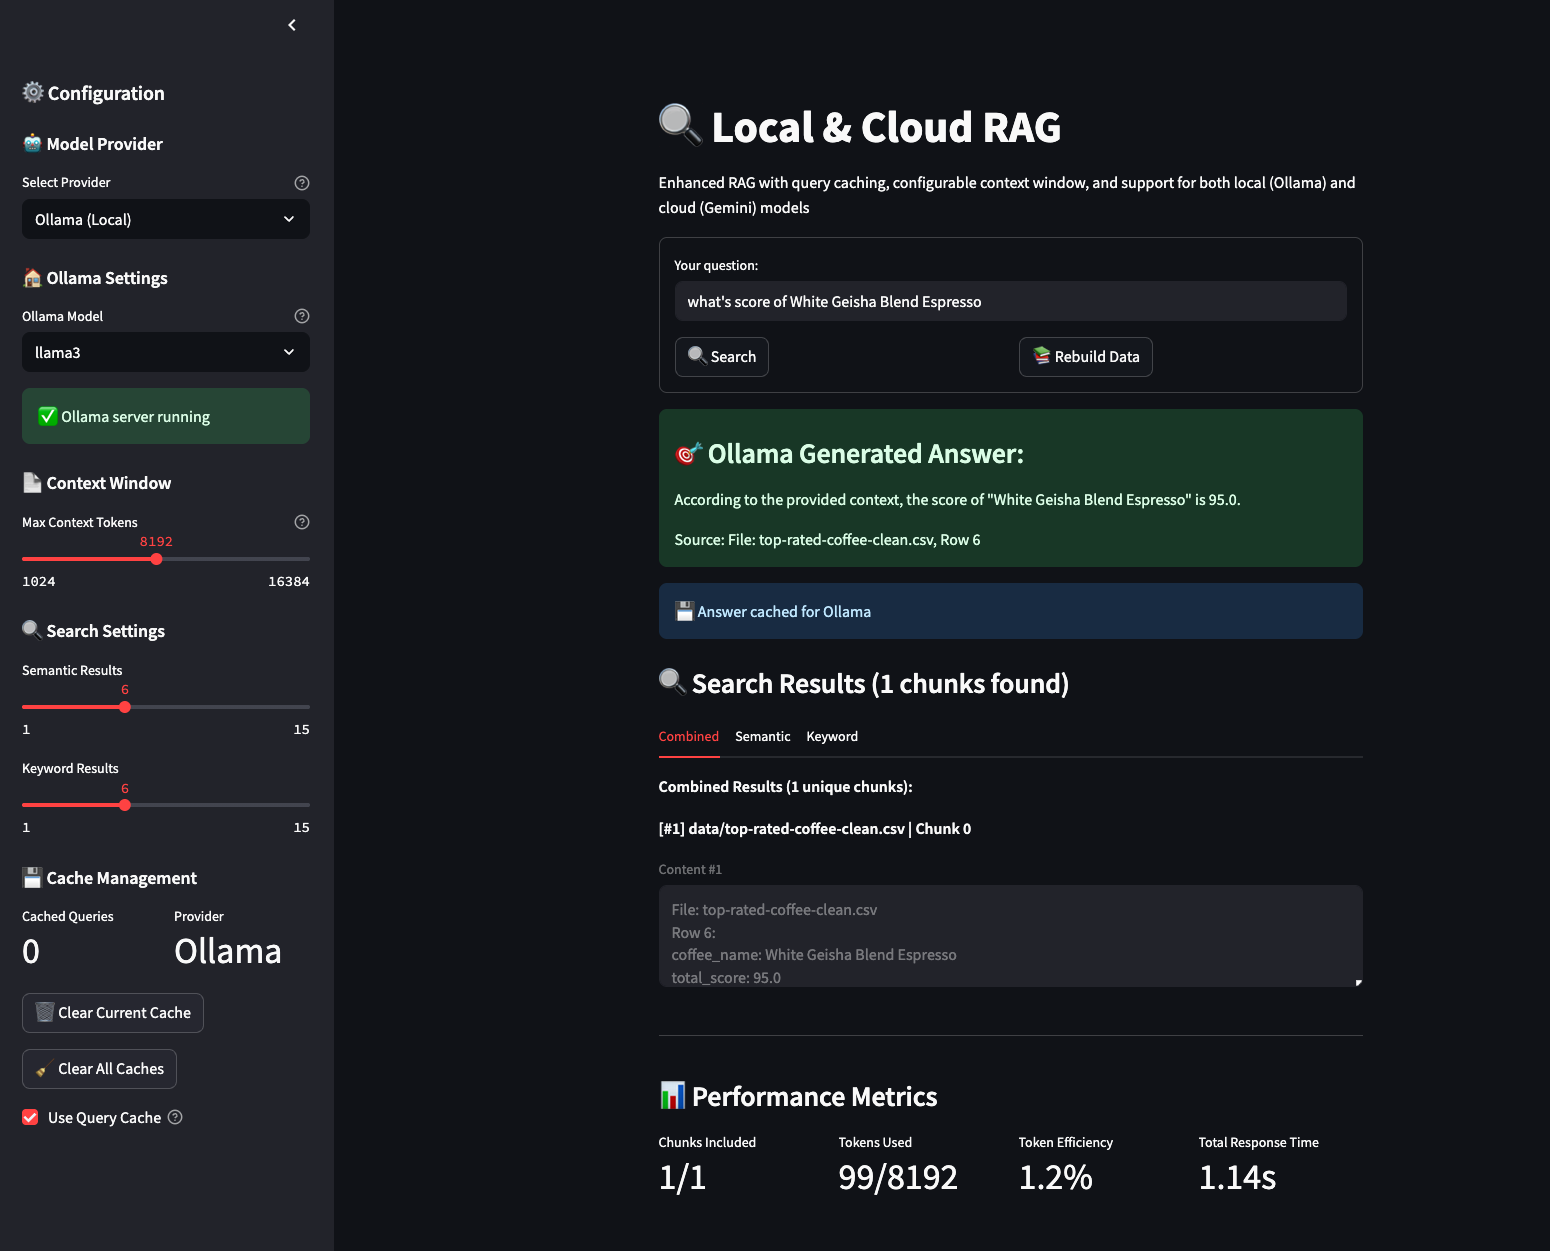 Configuration
Model Provider
Select Provider
Ollama (Local)
Ollama Settings
Ollama Model
llama3
Ollama server running
Context Window
Max Context Tokens
8192
1024 16384
Search Settings
Semantic Results
6
1 15
Keyword Results
6
1 15
Cache Management
Cached Queries Provider
0 Ollama
Clear Current Cache
Clear All Caches
Use Query Cache
Local & Cloud RAG
Enhanced RAG with query caching, configurable context window, and support for both local (Ollama) and
cloud (Gemini) models
Your question:
what's score of White Geisha Blend Espresso
Search Rebuild Data
Ollama Generated Answer:
According to the provided context, the score of "White Geisha Blend Espresso" is 95.0.
Source: File: top-rated-coffee-clean.csv, Row 6
Answer cached for Ollama
Search Results (1 chunks found)
Combined Semantic Keyword
Combined Results (1 unique chunks):
[#1] data/top-rated-coffee-clean.csv | Chunk 0
Content #1
File: top-rated-coffee-clean.csv
Row 6:
coffee_name: White Geisha Blend Espresso
total_score: 95.0
Performance Metrics
Chunks Included Tokens Used Token Efficiency Total Response Time
1/1 99/8192 1.2% 1.14s